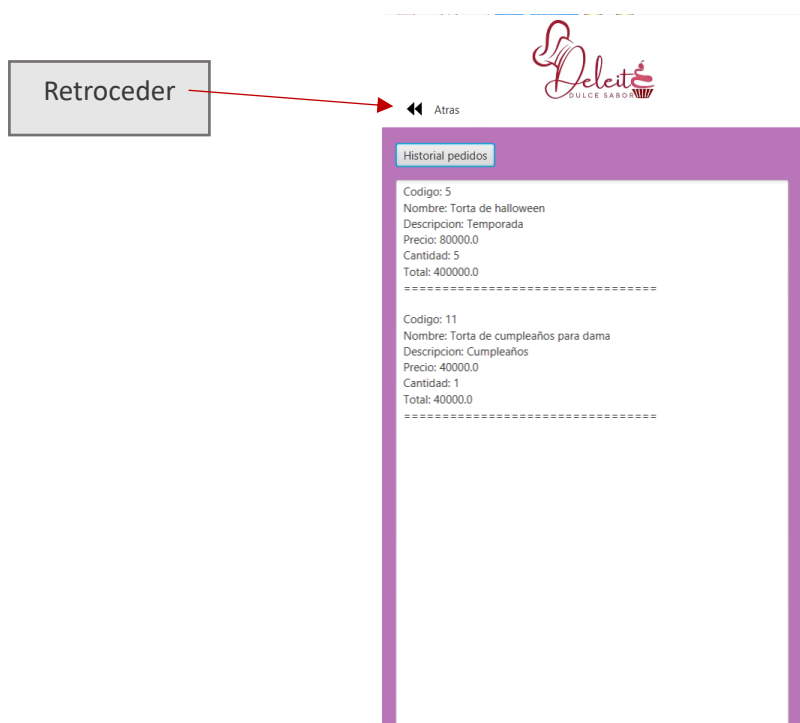 Retroceder
Deleite
DULCE SABOR
Atras
Historial pedidos
Codigo: 5
Nombre: Torta de halloween
Descripcion: Temporada
Precio: 80000.0
Cantidad: 5
Total: 400000.0
=================================
Codigo: 11
Nombre: Torta de cumpleaños para dama
Descripcion: Cumpleaños
Precio: 40000.0
Cantidad: 1
Total: 40000.0
=================================